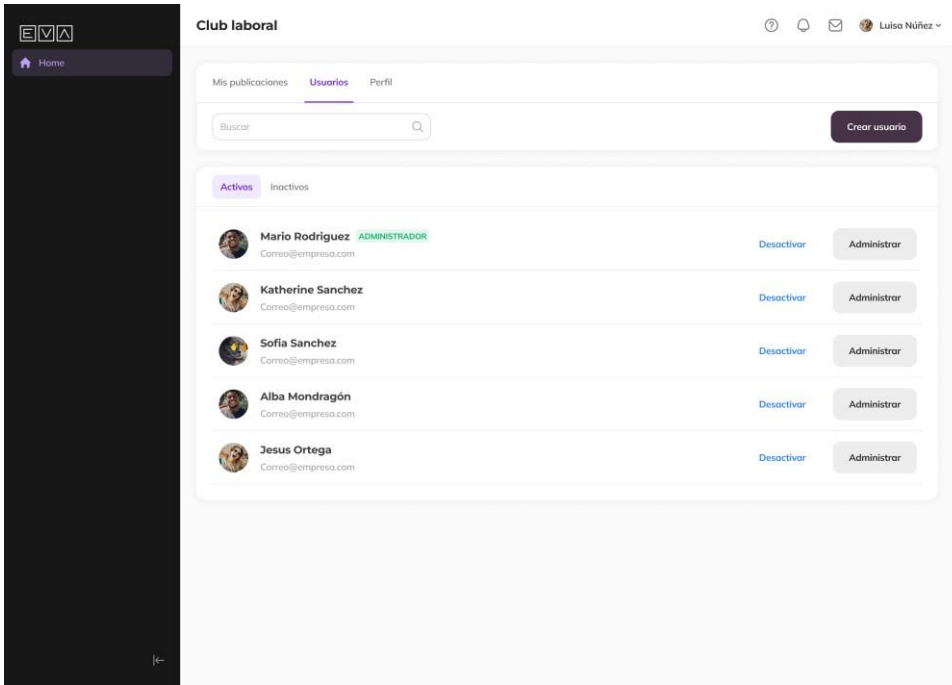 EVA
Home
Club laboral
Luisa Núñez
Mis publicaciones Usuarios Perfil
Buscar
Crear usuario
Activos Inactivos
Mario Rodriguez ADMINISTRADOR
Correo@empresa.com
Desactivar Administrar
Katherine Sanchez
Correo@empresa.com
Desactivar Administrar
Sofia Sanchez
Correo@empresa.com
Desactivar Administrar
Alba Mondragón
Correo@empresa.com
Desactivar Administrar
Jesus Ortega
Correo@empresa.com
Desactivar Administrar